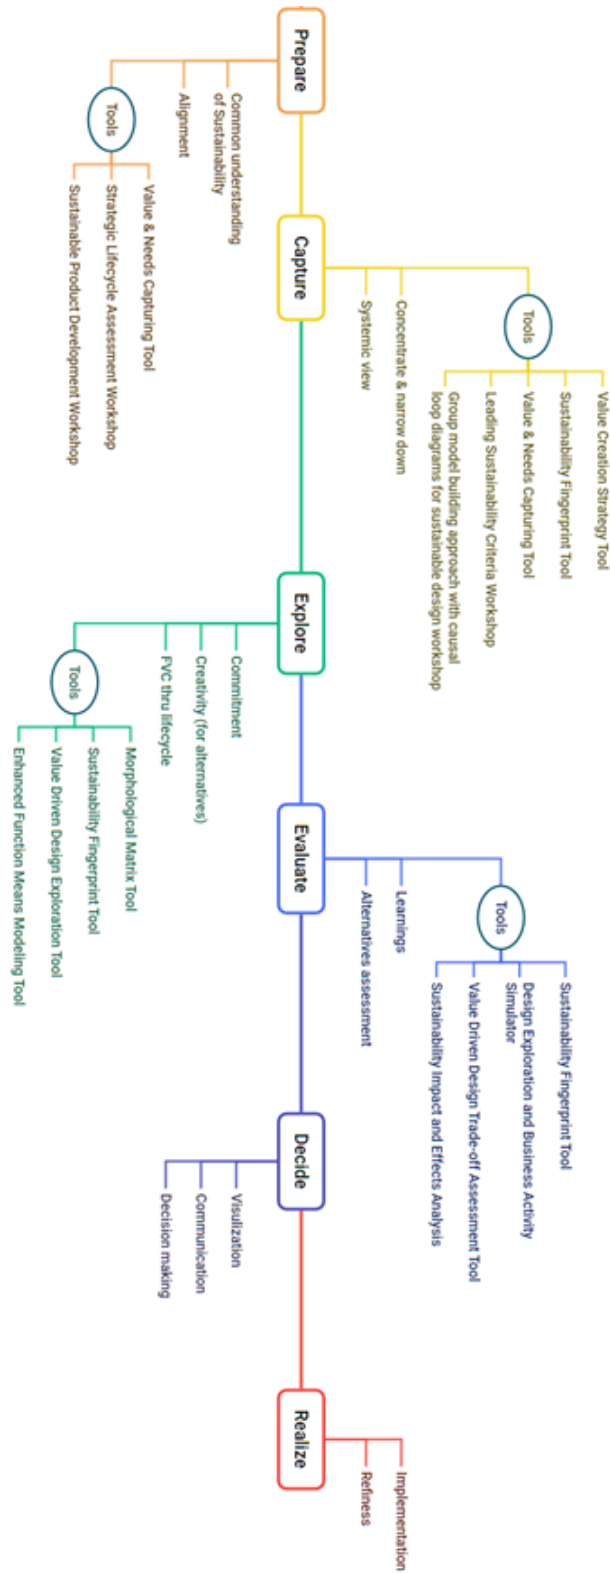 Prepare
Common understanding
of Sustainability
Alignment
Tools
Value & Needs Capturing Tool
Strategic Lifecycle Assessment Workshop
Sustainable Product Development Workshop
Capture
Tools
Value Creation Strategy Tool
Sustainability Fingerprint Tool
Value & Needs Capturing Tool
Leading Sustainability Criteria Workshop
Group model building approach with causal
loop diagrams for sustainable design workshop
Concentrate & narrow down
Systemic view
Explore
Commitment
Creativity (for alternatives)
FVC thru lifecycle
Tools
Morphological Matrix Tool
Sustainability Fingerprint Tool
Value Driven Design Exploration Tool
Enhanced Function Means Modeling Tool
Evaluate
Tools
Sustainability Fingerprint Tool
Design Exploration and Business Activity
Simulator
Value Driven Design Trade-off Assessment Tool
Sustainability Impact and Effects Analysis
Learnings
Alternatives assessment
Decide
Visulization
Communication
Decision making
Realize
Implementation
Refiness